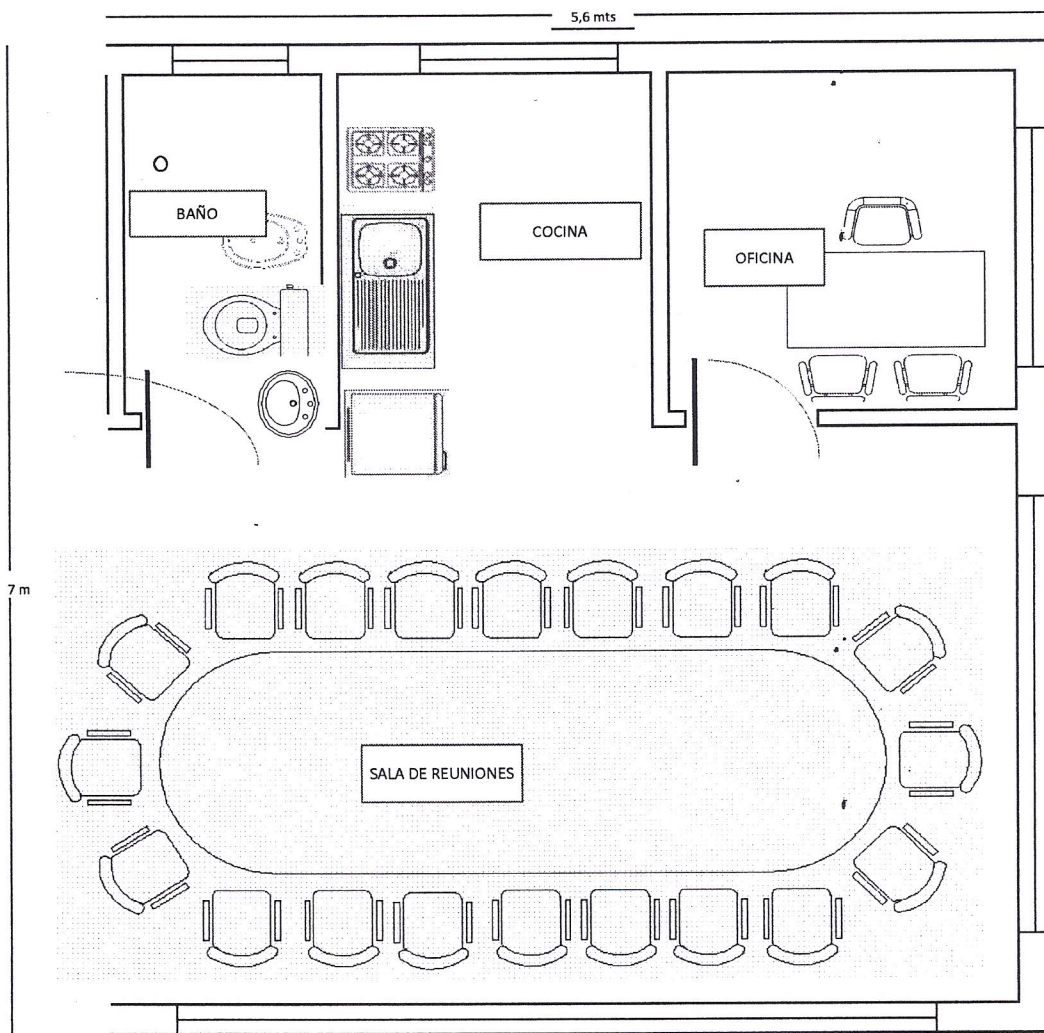 5,6 mts
BAÑO
COCINA
OFICINA
7 m
SALA DE REUNIONES